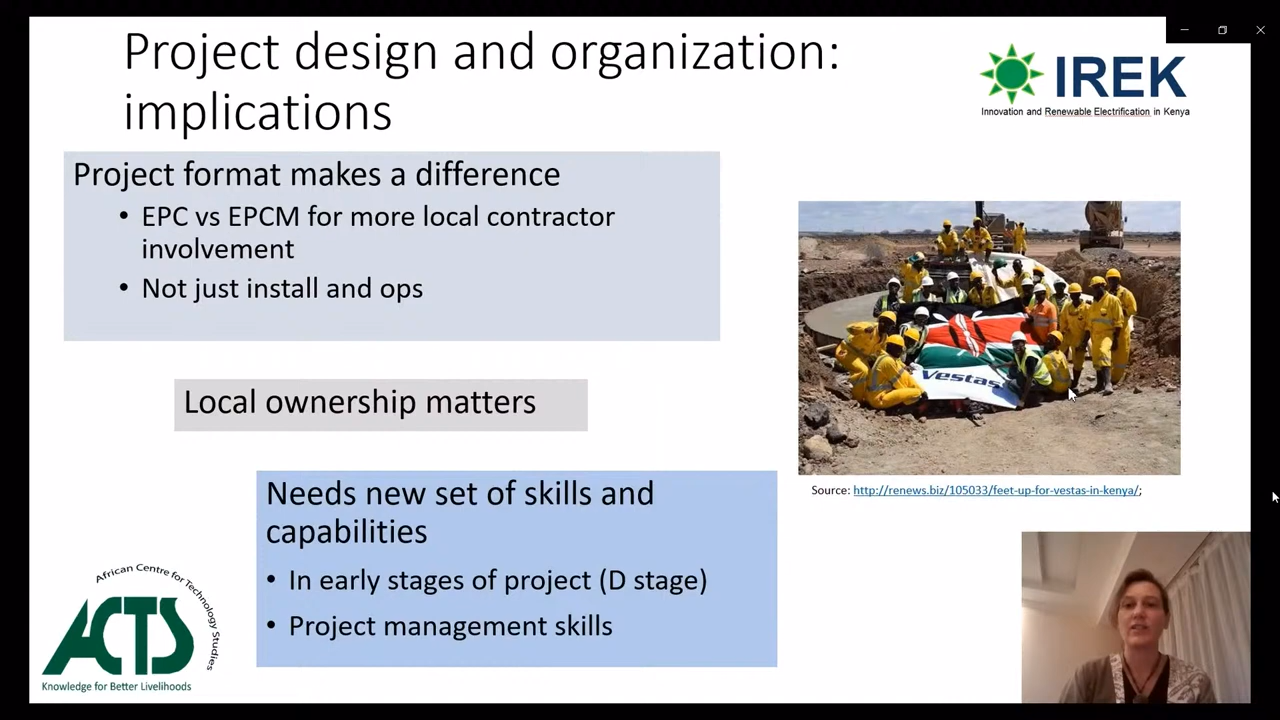 Project design and organization:
implications
IREK
Innovation and Renewable Electrification in Kenya
Project format makes a difference
• EPC vs EPCM for more local contractor
involvement
• Not just install and ops
Local ownership matters
Needs new set of skills and
capabilities
• In early stages of project (D stage)
• Project management skills
Vestas
Source: http://renews.biz/105033/feet-up-for-vestas-in-kenya/;
African Centre for Technology Studies
ACTS
Knowledge for Better Livelihoods